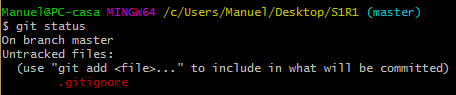 Manuel@PC-casa MINGW64 /c/Users/Manuel/Desktop/S1R1 (master)
$ git status
On branch master
Untracked files:
  (use "git add <file>..." to include in what will be committed)
        .gitignore